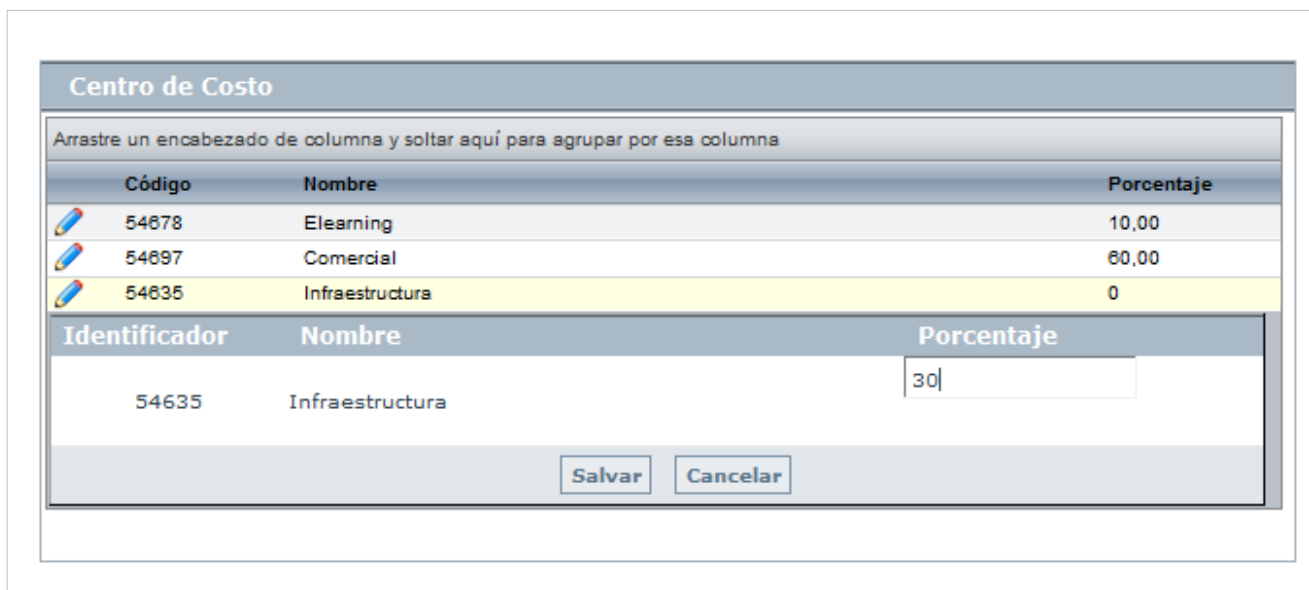 Centro de Costo
Arrastre un encabezado de columna y soltar aquí para agrupar por esa columna
Código Nombre Porcentaje
54678 Elearning 10,00
54697 Comercial 60,00
54635 Infraestructura 0
Identificador Nombre Porcentaje
54635 Infraestructura 30
Salvar Cancelar